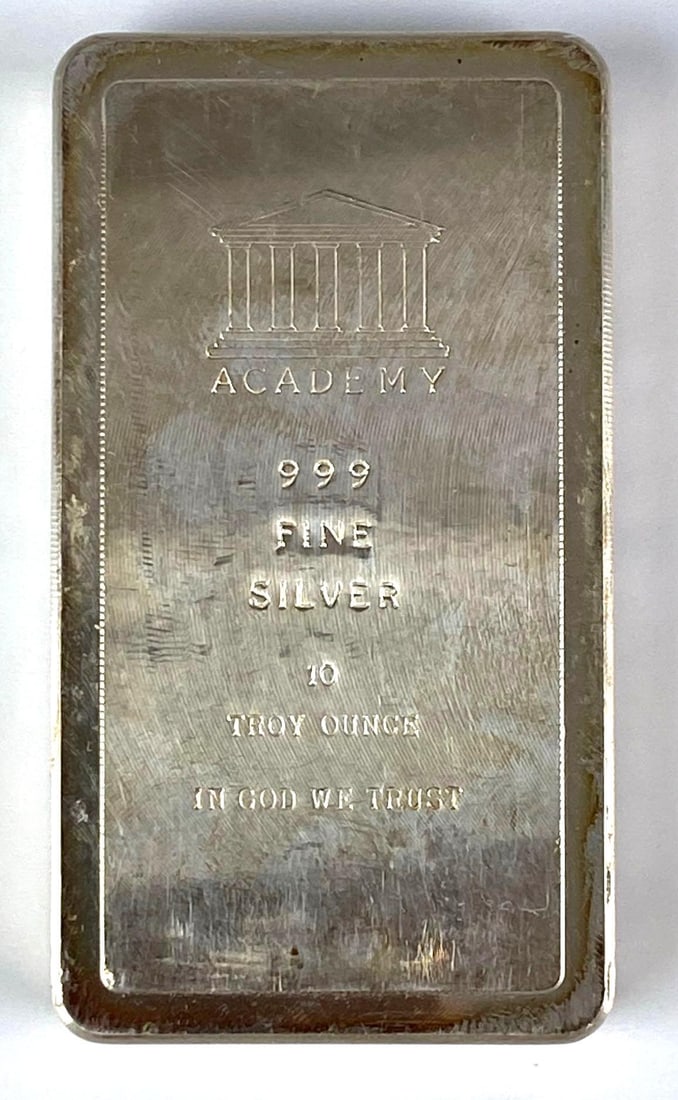 ACADEMY
999
FINE
SILVER
10
TROY OUNCE
IN GOD WE TRUST